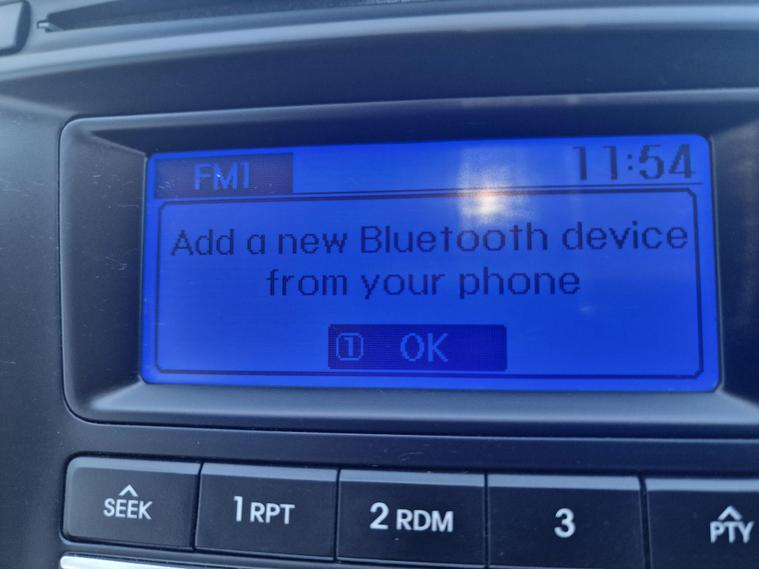 FM1 11:54
Add a new Bluetooth device
from your phone
1 OK
SEEK 1 RPT 2 RDM 3 PTY